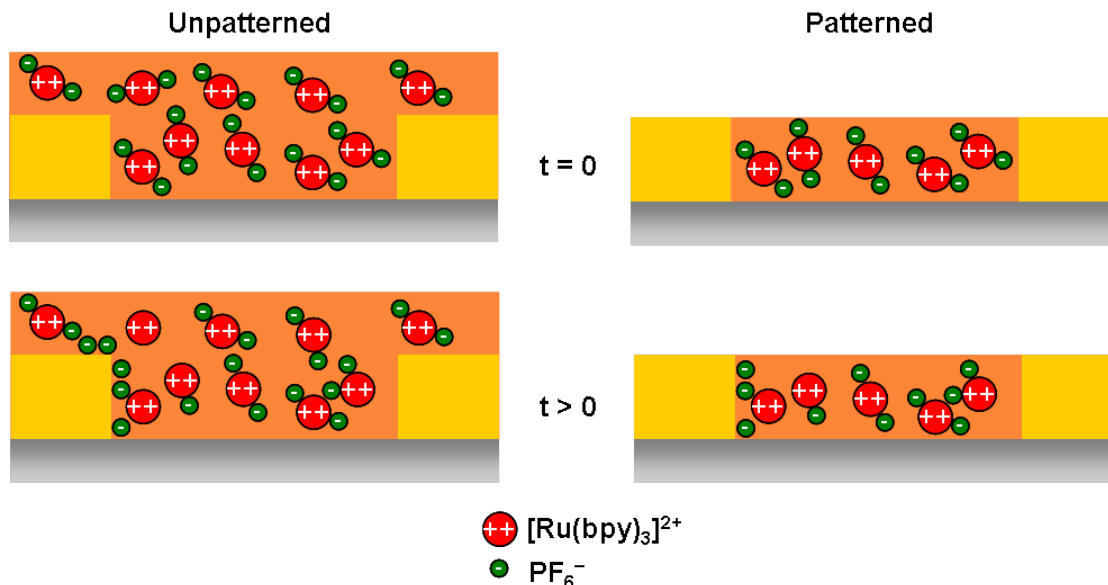 Unpatterned
Patterned
t = 0
t > 0
[Ru(bpy)₃]²⁺
PF₆⁻